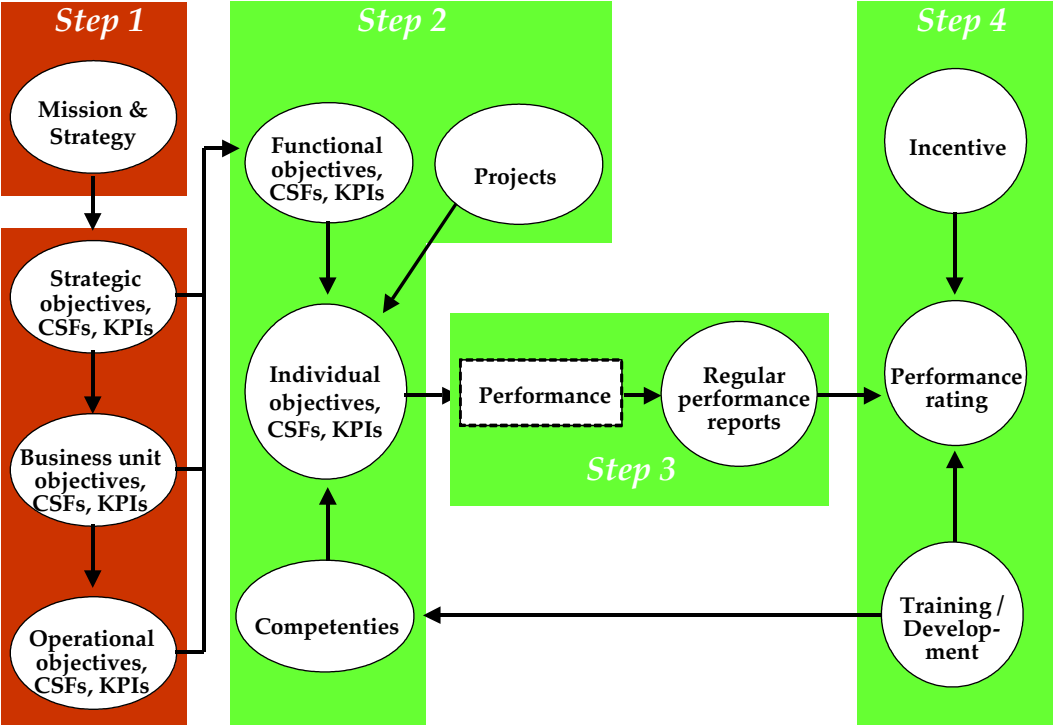 Step 1
Mission &
Strategy
Strategic
objectives,
CSFs, KPIs
Business unit
objectives,
CSFs, KPIs
Operational
objectives,
CSFs, KPIs
Step 2
Functional
objectives,
CSFs, KPIs
Projects
Individual
objectives,
CSFs, KPIs
Competenties
Performance
Regular
performance
reports
Step 3
Step 4
Incentive
Performance
rating
Training /
Develop-
ment